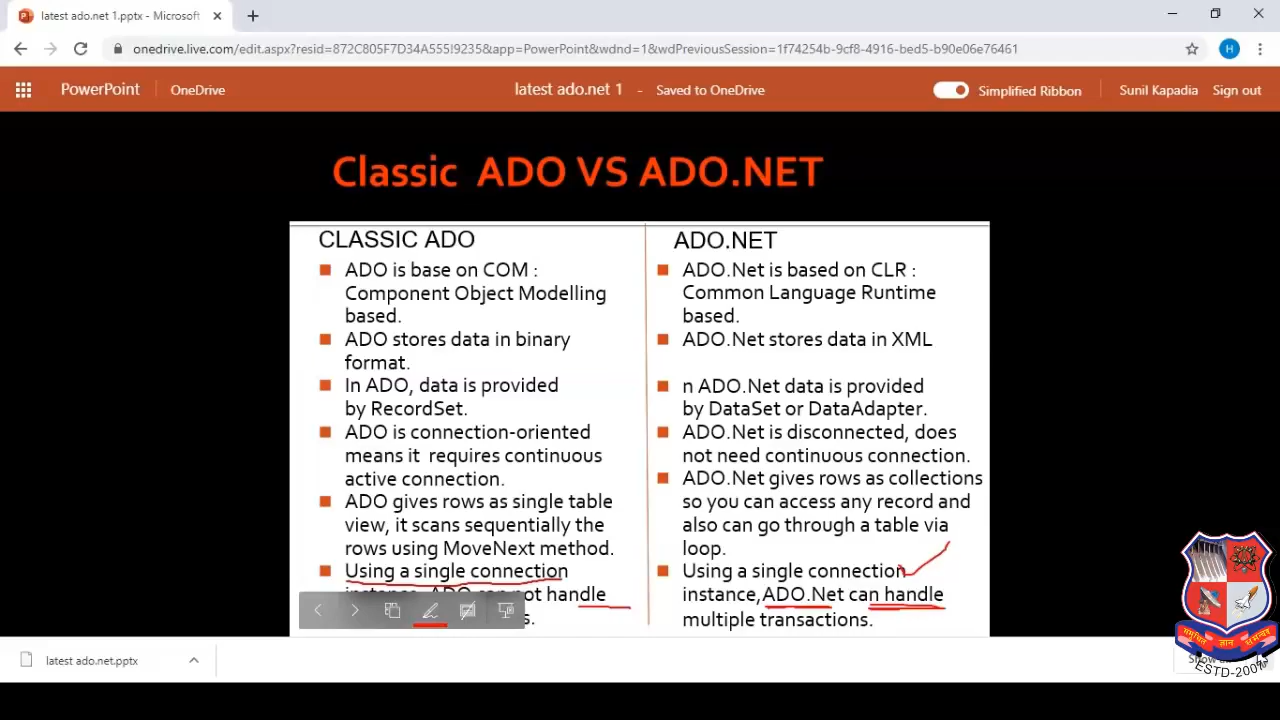 latest ado.net 1.pptx - Microsoft
onedrive.live.com/edit.aspx?resid=872C805F7D34A555!9235&app=PowerPoint&wdnd=1&wdPreviousSession=1f74254b-9cf8-4916-bed5-b90e06e76461
H
PowerPoint OneDrive latest ado.net 1 - Saved to OneDrive Simplified Ribbon Sunil Kapadia Sign out
Classic ADO VS ADO.NET
CLASSIC ADO
ADO is base on COM :
Component Object Modelling
based.
ADO stores data in binary
format.
In ADO, data is provided
by RecordSet.
ADO is connection-oriented
means it requires continuous
active connection.
ADO gives rows as single table
view, it scans sequentially the
rows using MoveNext method.
Using a single connection
instance, ADO can not handle
ADO.NET
ADO.Net is based on CLR :
Common Language Runtime
based.
ADO.Net stores data in XML
n ADO.Net data is provided
by DataSet or DataAdapter.
ADO.Net is disconnected, does
not need continuous connection.
ADO.Net gives rows as collections
so you can access any record and
also can go through a table via
loop.
Using a single connection
instance,ADO.Net can handle
multiple transactions.
latest ado.net.pptx
Show
ESTD-2007